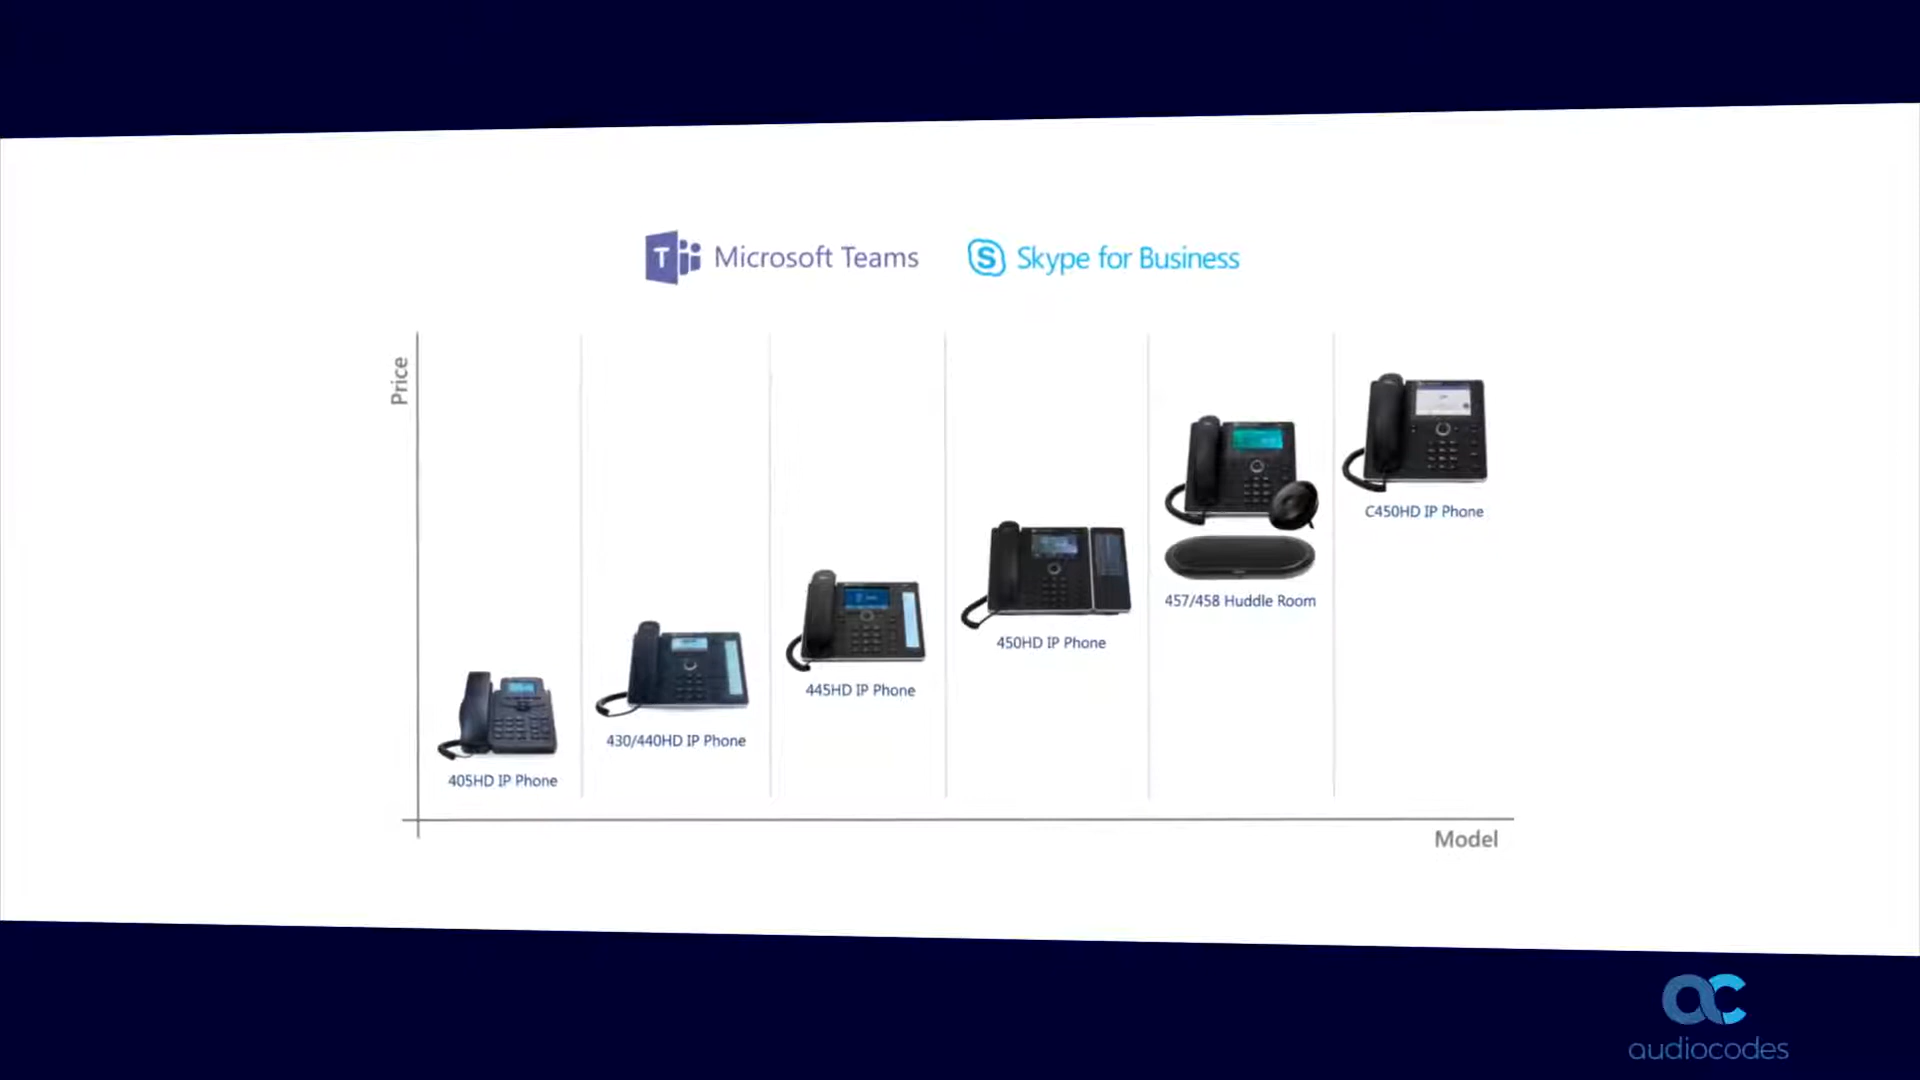 Microsoft Teams
Skype for Business
Price
C450HD IP Phone
457/458 Huddle Room
450HD IP Phone
445HD IP Phone
430/440HD IP Phone
405HD IP Phone
Model
audiocodes